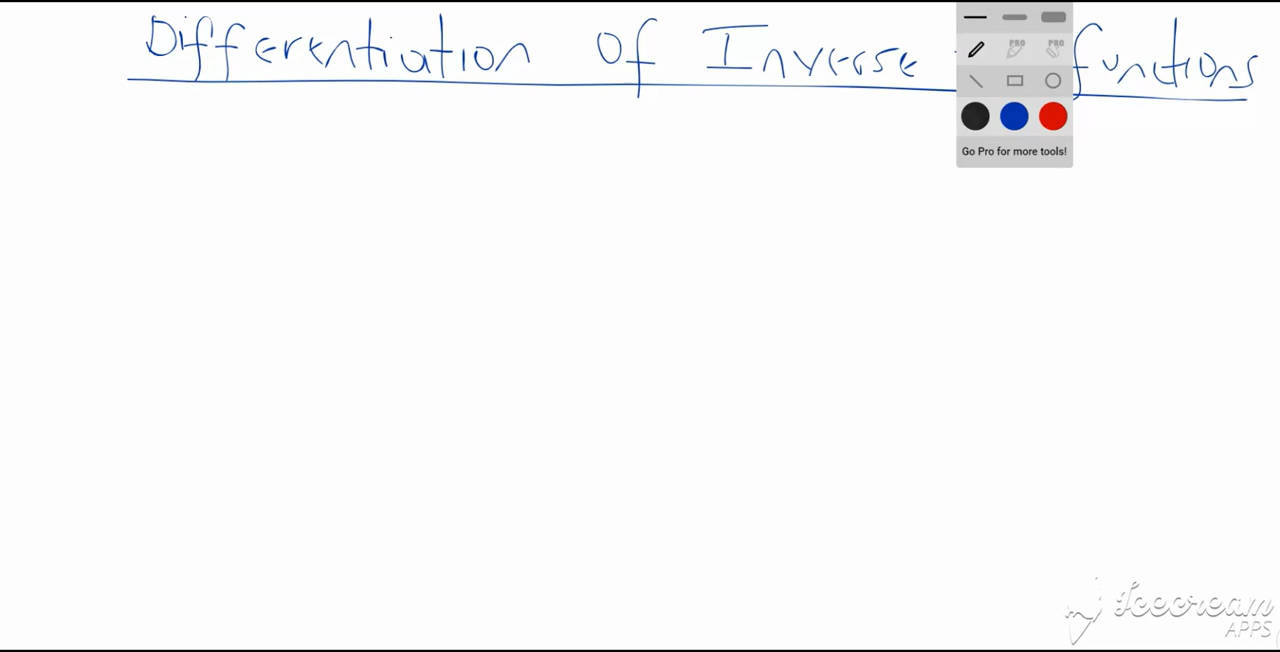 Differentiation of Inverse functions
PRO PRO
Go Pro for more tools!
Icecream
APPS